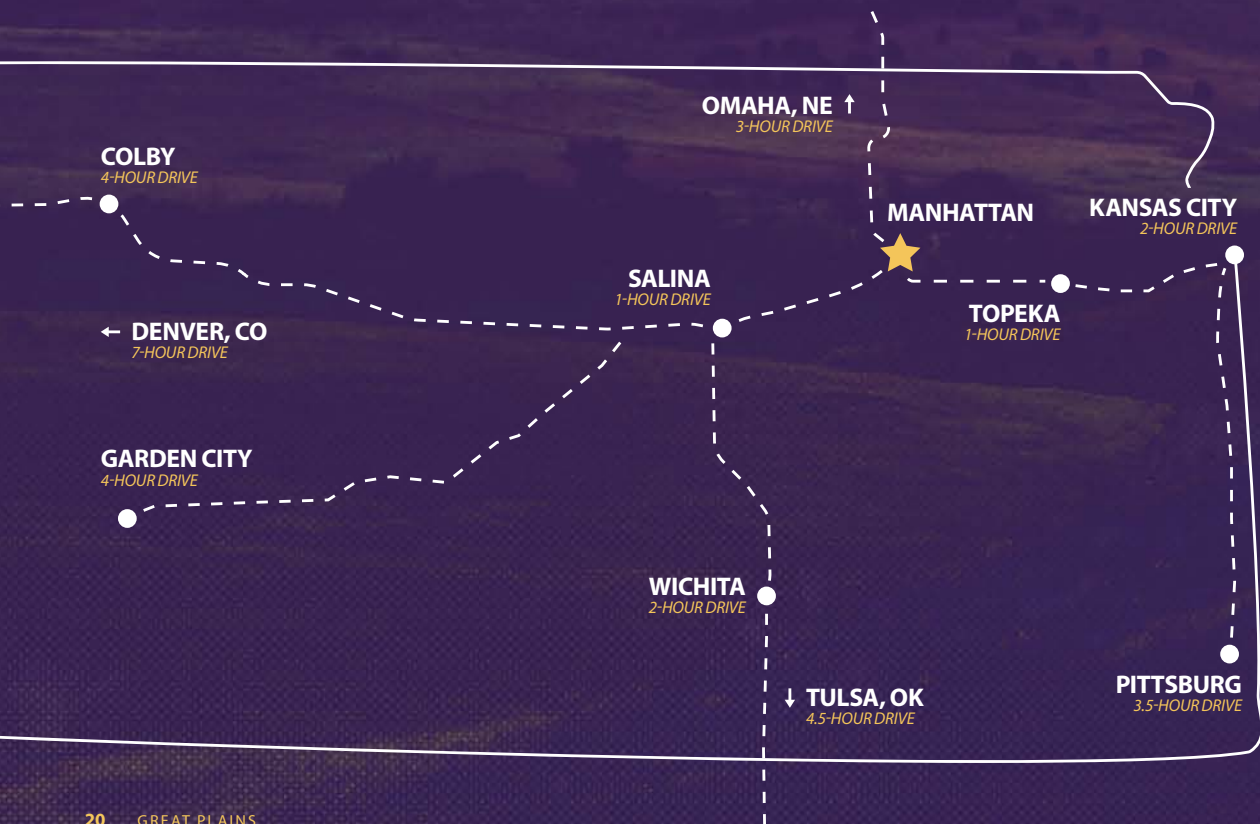 OMAHA, NE
3-HOUR DRIVE
COLBY
4-HOUR DRIVE
MANHATTAN
KANSAS CITY
2-HOUR DRIVE
SALINA
1-HOUR DRIVE
TOPEKA
1-HOUR DRIVE
DENVER, CO
7-HOUR DRIVE
GARDEN CITY
4-HOUR DRIVE
WICHITA
2-HOUR DRIVE
PITTSBURG
3.5-HOUR DRIVE
TULSA, OK
4.5-HOUR DRIVE
20 GREAT PLAINS